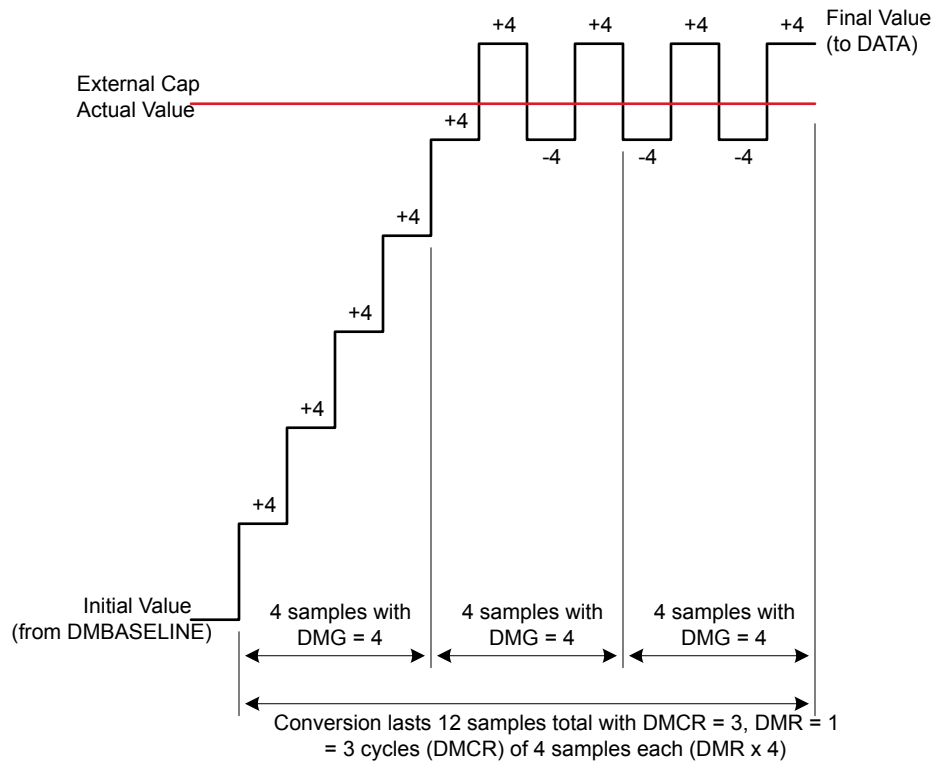 +4
+4
+4
+4
Final Value
(to DATA)
External Cap
Actual Value
+4
-4
-4
-4
+4
+4
+4
+4
Initial Value
(from DMBASELINE)
4 samples with
DMG = 4
4 samples with
DMG = 4
4 samples with
DMG = 4
Conversion lasts 12 samples total with DMCR = 3, DMR = 1
= 3 cycles (DMCR) of 4 samples each (DMR x 4)